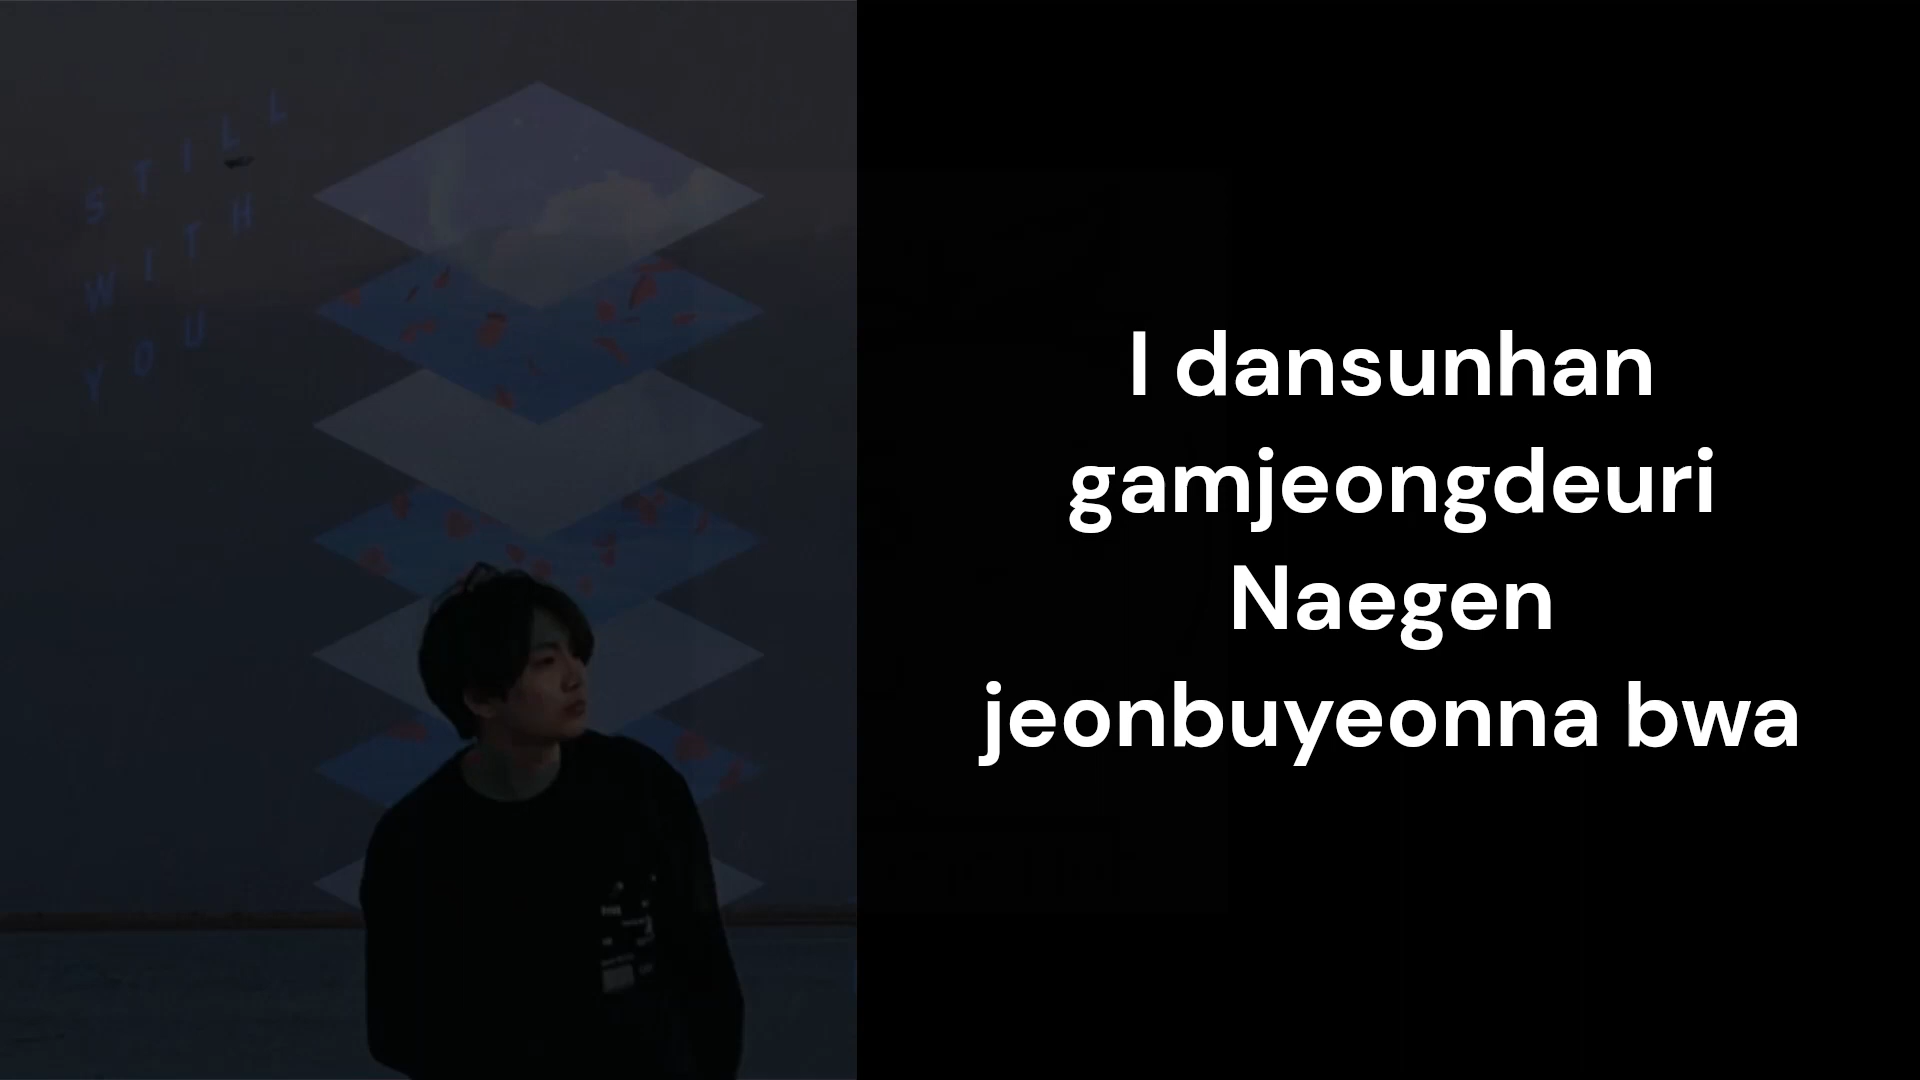 STILL
WITH
YOU
I dansunhan
gamjeongdeuri
Naegen
jeonbuyeonna bwa